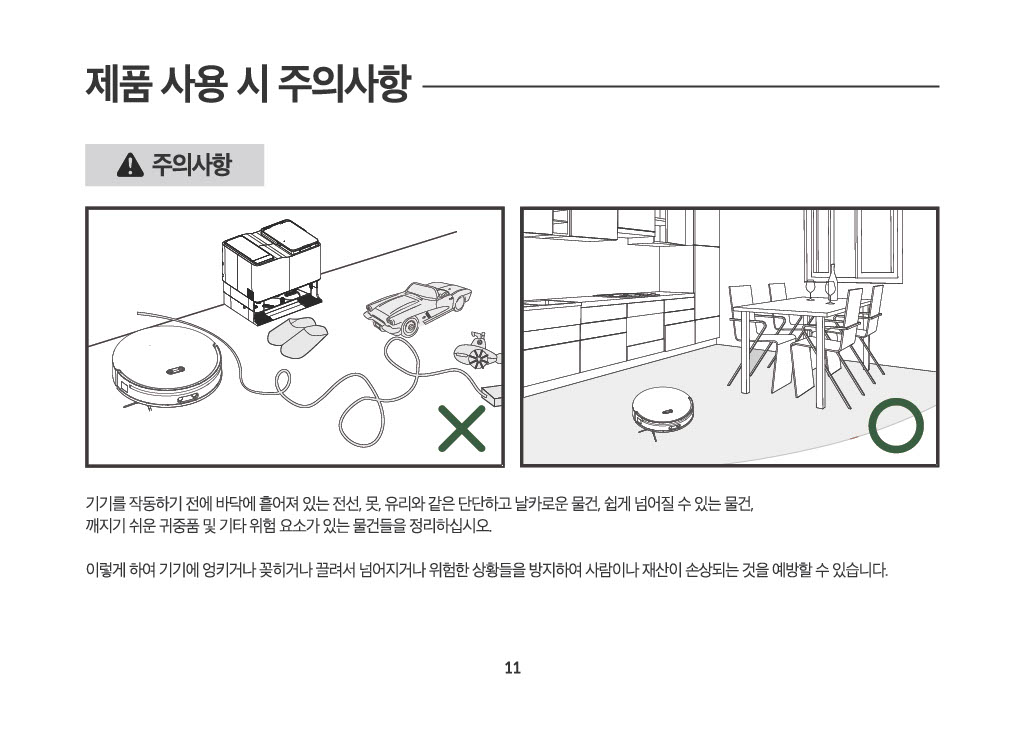 제품 사용 시 주의사항
주의사항
기기를 작동하기 전에 바닥에 흩어져 있는 전선, 못, 유리와 같은 단단하고 날카로운 물건, 쉽게 넘어질 수 있는 물건,
깨지기 쉬운 귀중품 및 기타 위험 요소가 있는 물건들을 정리하십시오.
이렇게 하여 기기에 엉키거나 꽂히거나 끌려서 넘어지거나 위험한 상황들을 방지하여 사람이나 재산이 손상되는 것을 예방할 수 있습니다.
11